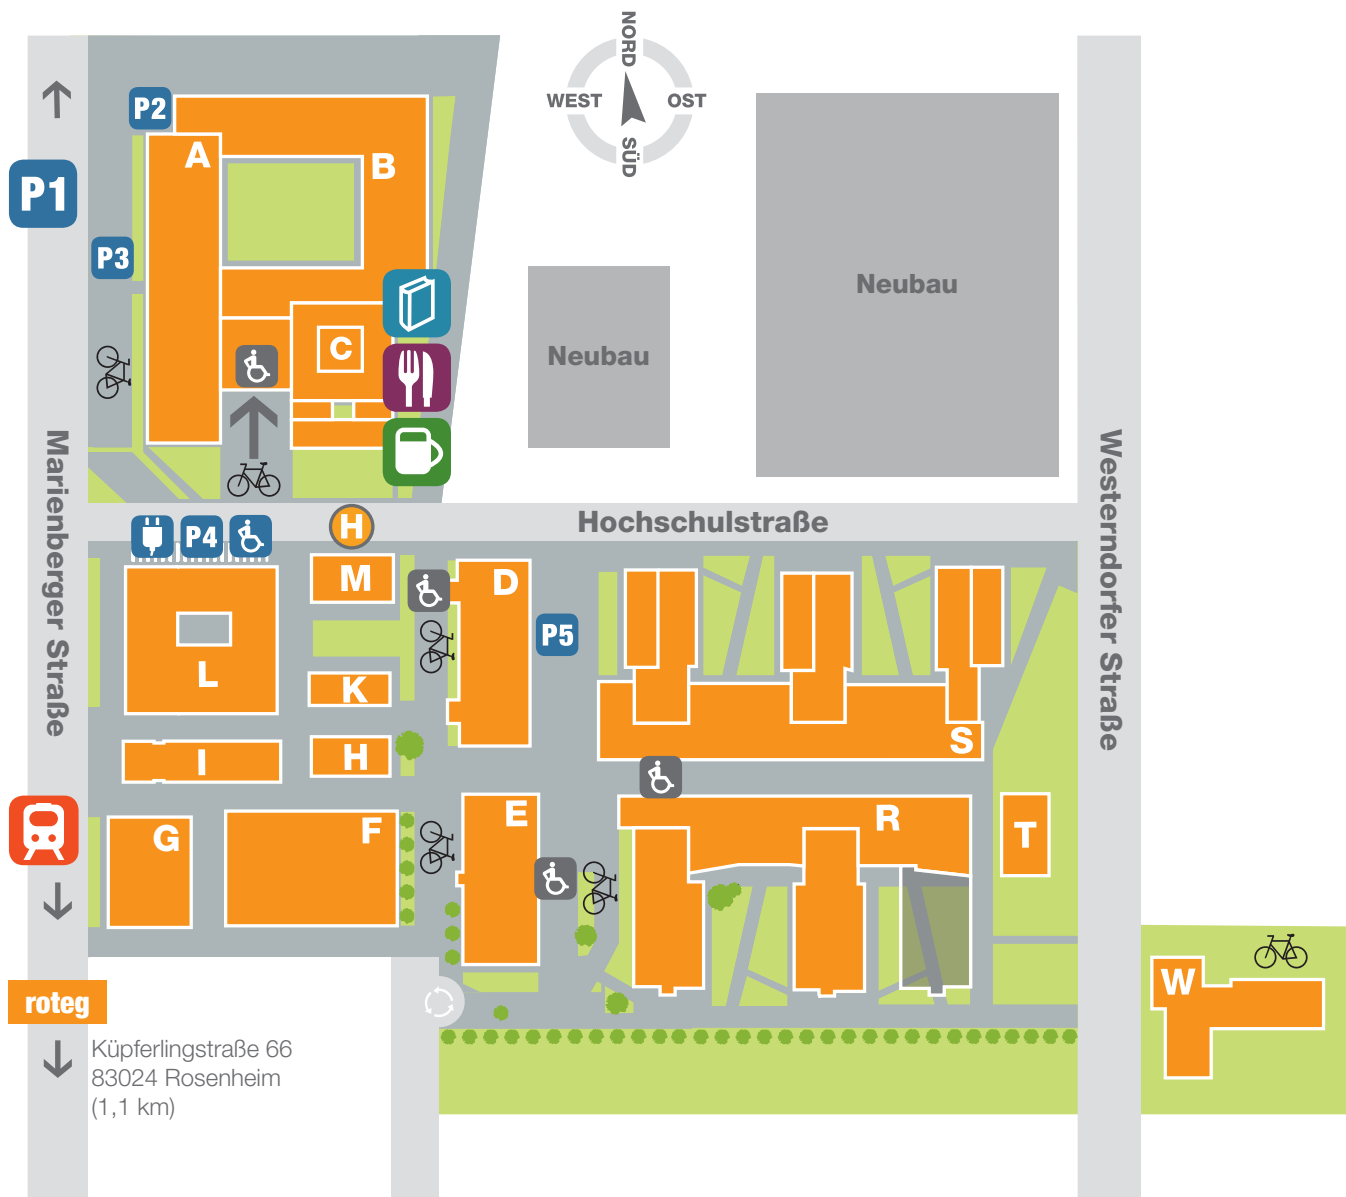 NORD
WEST
OST
SÜD
P2
A
B
P1
P3
Neubau
Neubau
C
Marienberger Straße
Westerndorfer Straße
Hochschulstraße
P4
H
M
D
P5
L
K
S
I
H
G
F
E
R
T
W
roteg
Küpferlingstraße 66
83024 Rosenheim
(1,1 km)